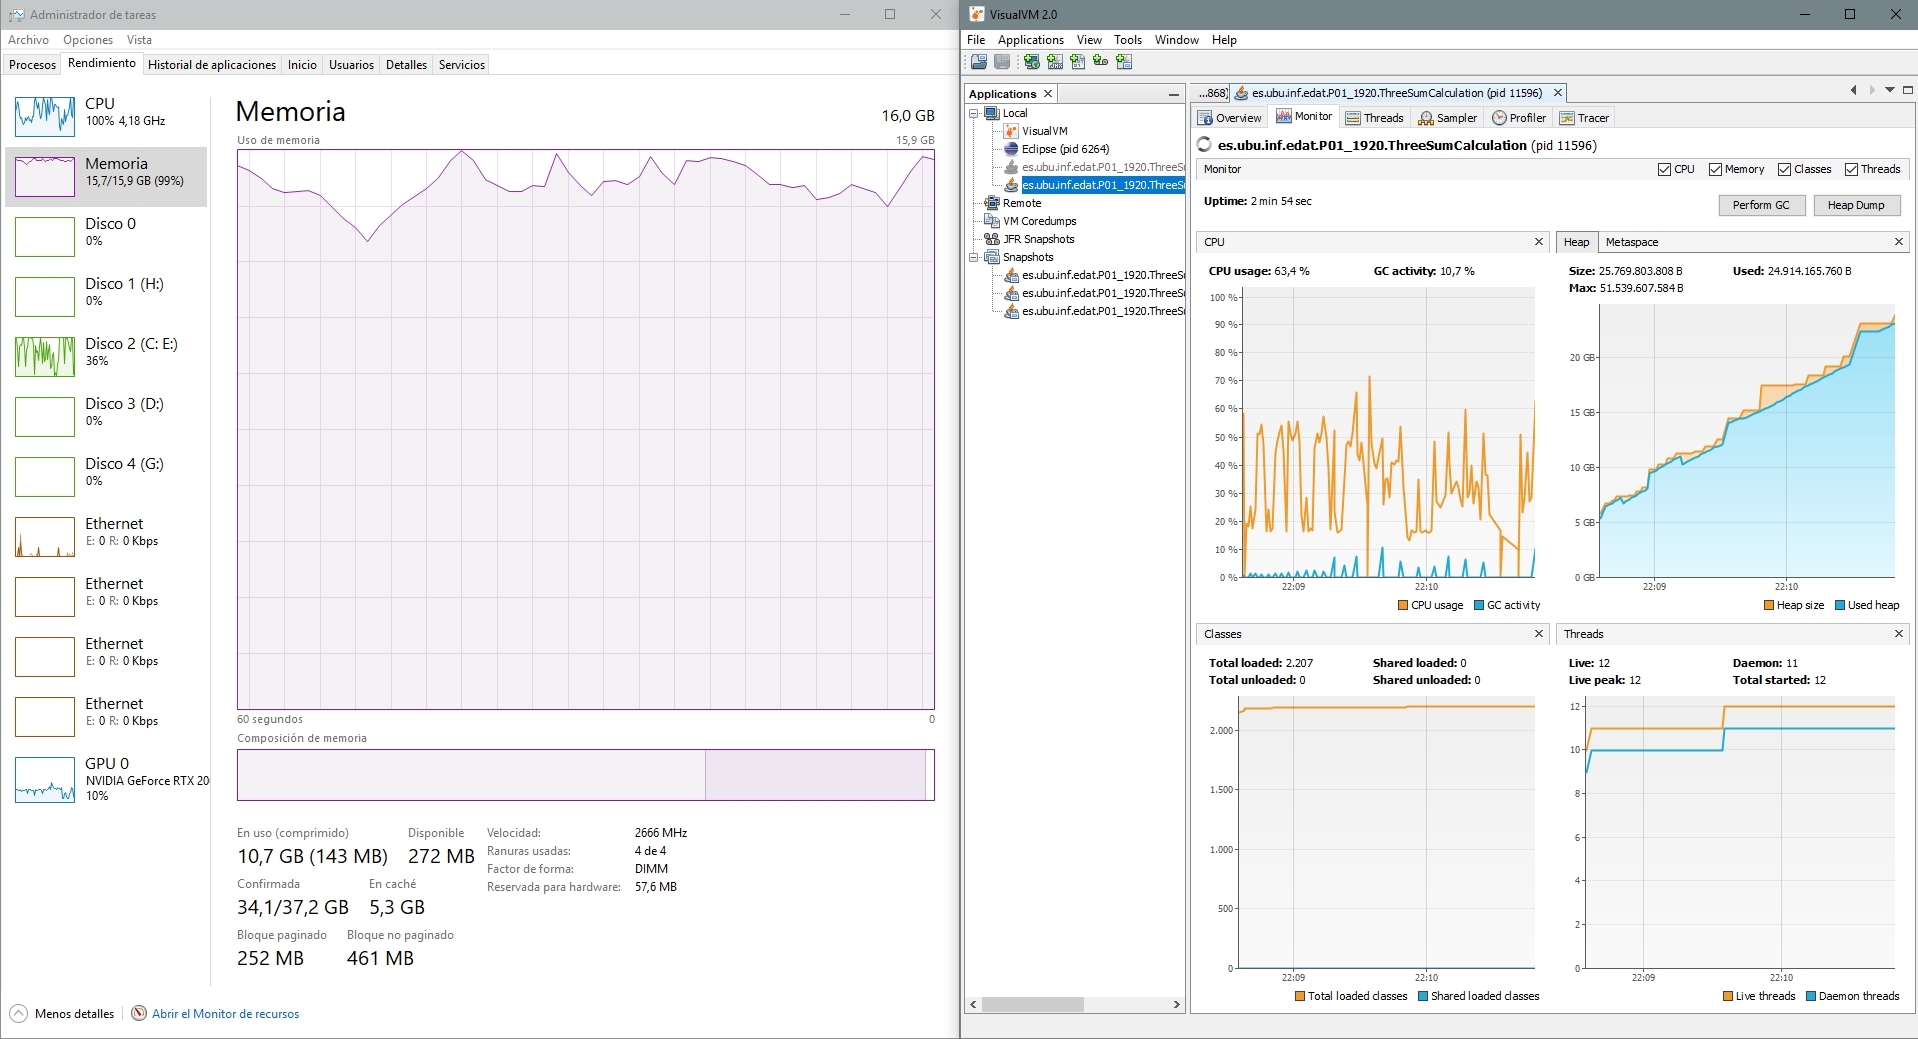 Administrador de tareas
Archivo Opciones Vista
Procesos Rendimiento Historial de aplicaciones Inicio Usuarios Detalles Servicios
CPU
100% 4,18 GHz
Memoria
15,7/15,9 GB (99%)
Disco 0
0%
Disco 1 (H:)
0%
Disco 2 (C: E:)
36%
Disco 3 (D:)
0%
Disco 4 (G:)
0%
Ethernet
E: 0 R: 0 Kbps
Ethernet
E: 0 R: 0 Kbps
Ethernet
E: 0 R: 0 Kbps
Ethernet
E: 0 R: 0 Kbps
GPU 0
NVIDIA GeForce RTX 20
10%
Memoria 16,0 GB
Uso de memoria 15,9 GB
60 segundos 0
Composición de memoria
En uso (comprimido) Disponible
10,7 GB (143 MB) 272 MB
Confirmada En caché
34,1/37,2 GB 5,3 GB
Bloque paginado Bloque no paginado
252 MB 461 MB
Velocidad: 2666 MHz
Ranuras usadas: 4 de 4
Factor de forma: DIMM
Reservada para hardware: 57,6 MB
Menos detalles Abrir el Monitor de recursos
VisualVM 2.0
File Applications View Tools Window Help
Applications
Local
VisualVM
Eclipse (pid 6264)
es.ubu.inf.edat.P01_1920.ThreeSu
es.ubu.inf.edat.P01_1920.ThreeSu
Remote
VM Coredumps
JFR Snapshots
Snapshots
es.ubu.inf.edat.P01_1920.ThreeSu
es.ubu.inf.edat.P01_1920.ThreeSu
es.ubu.inf.edat.P01_1920.ThreeSu
...868) es.ubu.inf.edat.P01_1920.ThreeSumCalculation (pid 11596)
Overview Monitor Threads Sampler Profiler Tracer
es.ubu.inf.edat.P01_1920.ThreeSumCalculation (pid 11596)
Monitor CPU Memory Classes Threads
Uptime: 2 min 54 sec
Perform GC Heap Dump
CPU
CPU usage: 63,4 % GC activity: 10,7 %
100 %
90 %
80 %
70 %
60 %
50 %
40 %
30 %
20 %
10 %
0 %
22:09 22:10
CPU usage GC activity
Heap Metaspace
Size: 25.769.803.808 B Used: 24.914.165.760 B
Max: 51.539.607.584 B
20 GB
15 GB
10 GB
5 GB
0 GB
22:09 22:10
Heap size Used heap
Classes
Total loaded: 2.207 Shared loaded: 0
Total unloaded: 0 Shared unloaded: 0
2.000
1.500
1.000
500
0
22:09 22:10
Total loaded classes Shared loaded classes
Threads
Live: 12 Daemon: 11
Live peak: 12 Total started: 12
12
10
8
6
4
2
0
22:09 22:10
Live threads Daemon threads